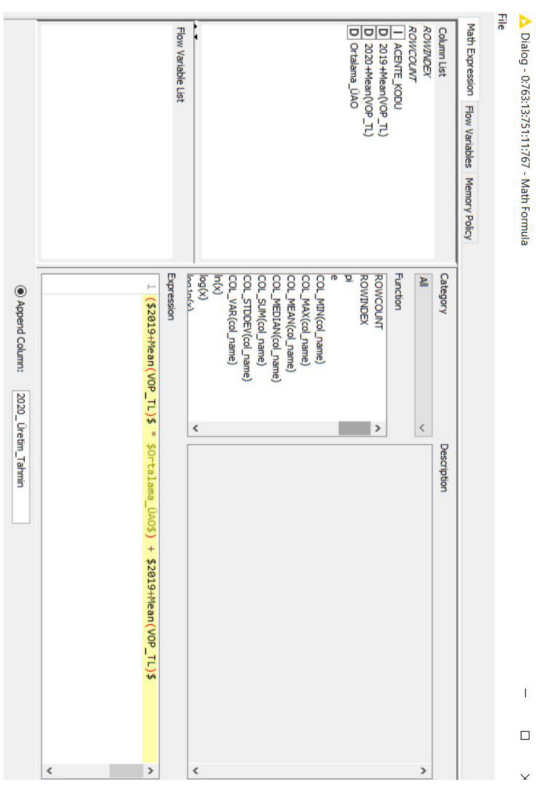 Dialog - 0:763:13:751:11:767 - Math Formula
File
Math Expression Flow Variables Memory Policy
Column List
ROWINDEX
ROWCOUNT
I ACENTE_KODU
D 2019+Mean(VOP_TL)
D 2020+Mean(VOP_TL)
D Ortalama_ÜAO
Flow Variable List
Category
All
Function
ROWCOUNT
ROWINDEX
pi
e
COL_MIN(col_name)
COL_MAX(col_name)
COL_MEAN(col_name)
COL_MEDIAN(col_name)
COL_SUM(col_name)
COL_STDDEV(col_name)
COL_VAR(col_name)
ln(x)
log(x)
log1p(x)
Description
Expression
1 ($2019+Mean(VOP_TL)$ * $Ortalama_ÜAO$) + $2019+Mean(VOP_TL)$
Append Column: 2020_ Üretim_Tahmin